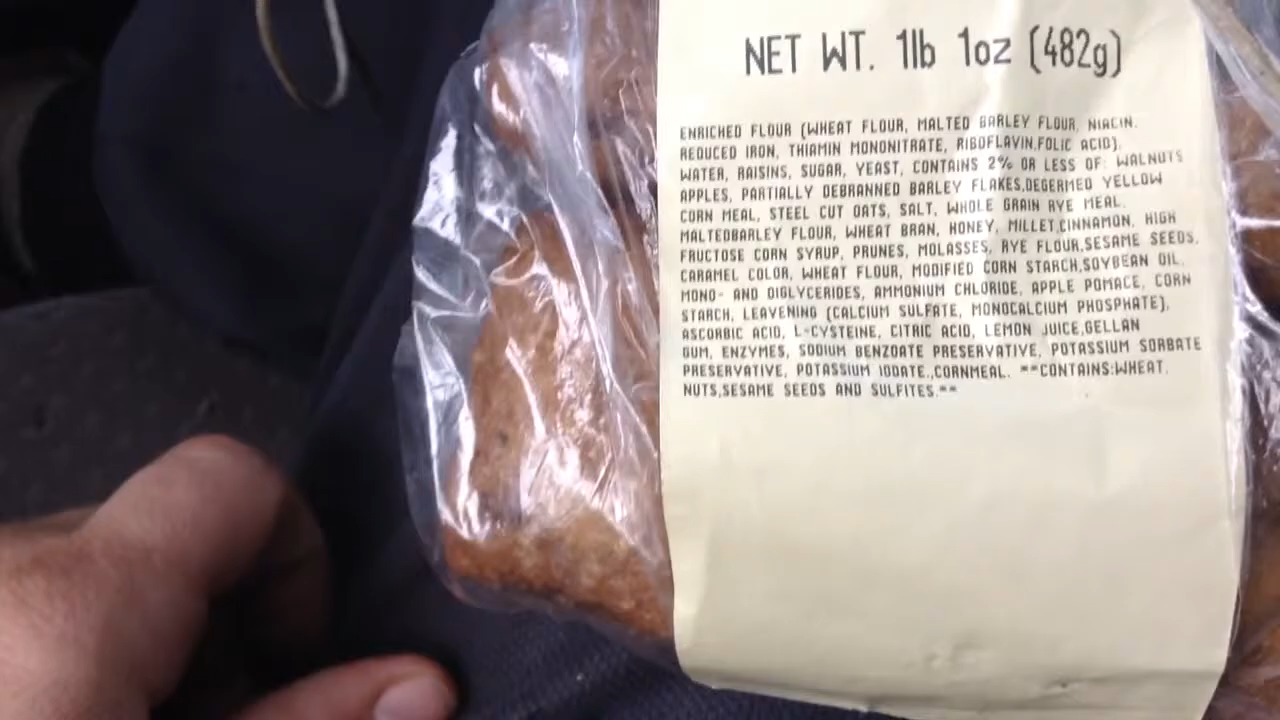 NET WT. 1lb 1oz (482g)
ENRICHED FLOUR (WHEAT FLOUR, MALTED BARLEY FLOUR, NIACIN.
REDUCED IRON, THIAMIN MONONITRATE, RIBOFLAVIN,FOLIC ACID),
WATER, RAISINS, SUGAR, YEAST, CONTAINS 2% OR LESS OF: WALNUTS
APPLES, PARTIALLY DEBRANNED BARLEY FLAKES,DEGERMED YELLOW
CORN MEAL, STEEL CUT OATS, SALT, WHOLE GRAIN RYE MEAL.
MALTEDBARLEY FLOUR, WHEAT BRAN, HONEY, MILLET,CINNAMON, HIGH
FRUCTOSE CORN SYRUP, PRUNES, MOLASSES, RYE FLOUR,SESAME SEEDS,
CARAMEL COLOR, WHEAT FLOUR, MODIFIED CORN STARCH,SOYBEAN OIL,
MONO- AND DIGLYCERIDES, AMMONIUM CHLORIDE, APPLE POMACE, CORN
STARCH, LEAVENING (CALCIUM SULFATE, MONOCALCIUM PHOSPHATE),
ASCORBIC ACID, L-CYSTEINE, CITRIC ACID, LEMON JUICE,GELLAN
GUM, ENZYMES, SODIUM BENZOATE PRESERVATIVE, POTASSIUM SORBATE
PRESERVATIVE, POTASSIUM IODATE.,CORNMEAL. **CONTAINS:WHEAT,
NUTS,SESAME SEEDS AND SULFITES.**